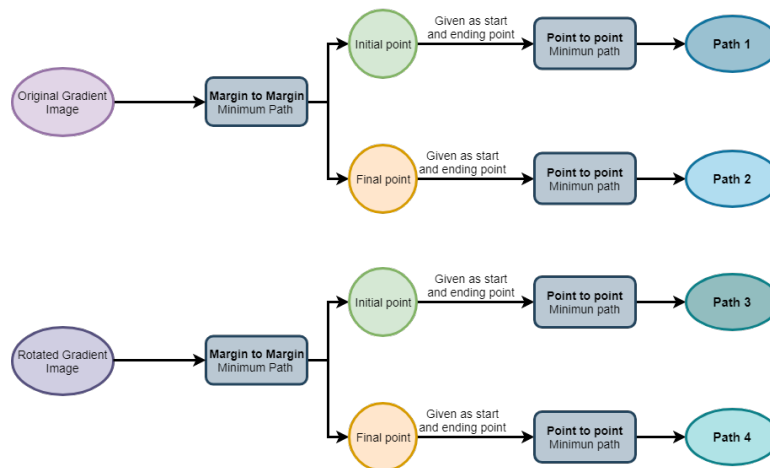 Original Gradient
Image
Margin to Margin
Minimum Path
Initial point
Given as start
and ending point
Point to point
Minimun path
Path 1
Final point
Given as start
and ending point
Point to point
Minimun path
Path 2
Rotated Gradient
Image
Margin to Margin
Minimum Path
Initial point
Given as start
and ending point
Point to point
Minimun path
Path 3
Final point
Given as start
and ending point
Point to point
Minimun path
Path 4